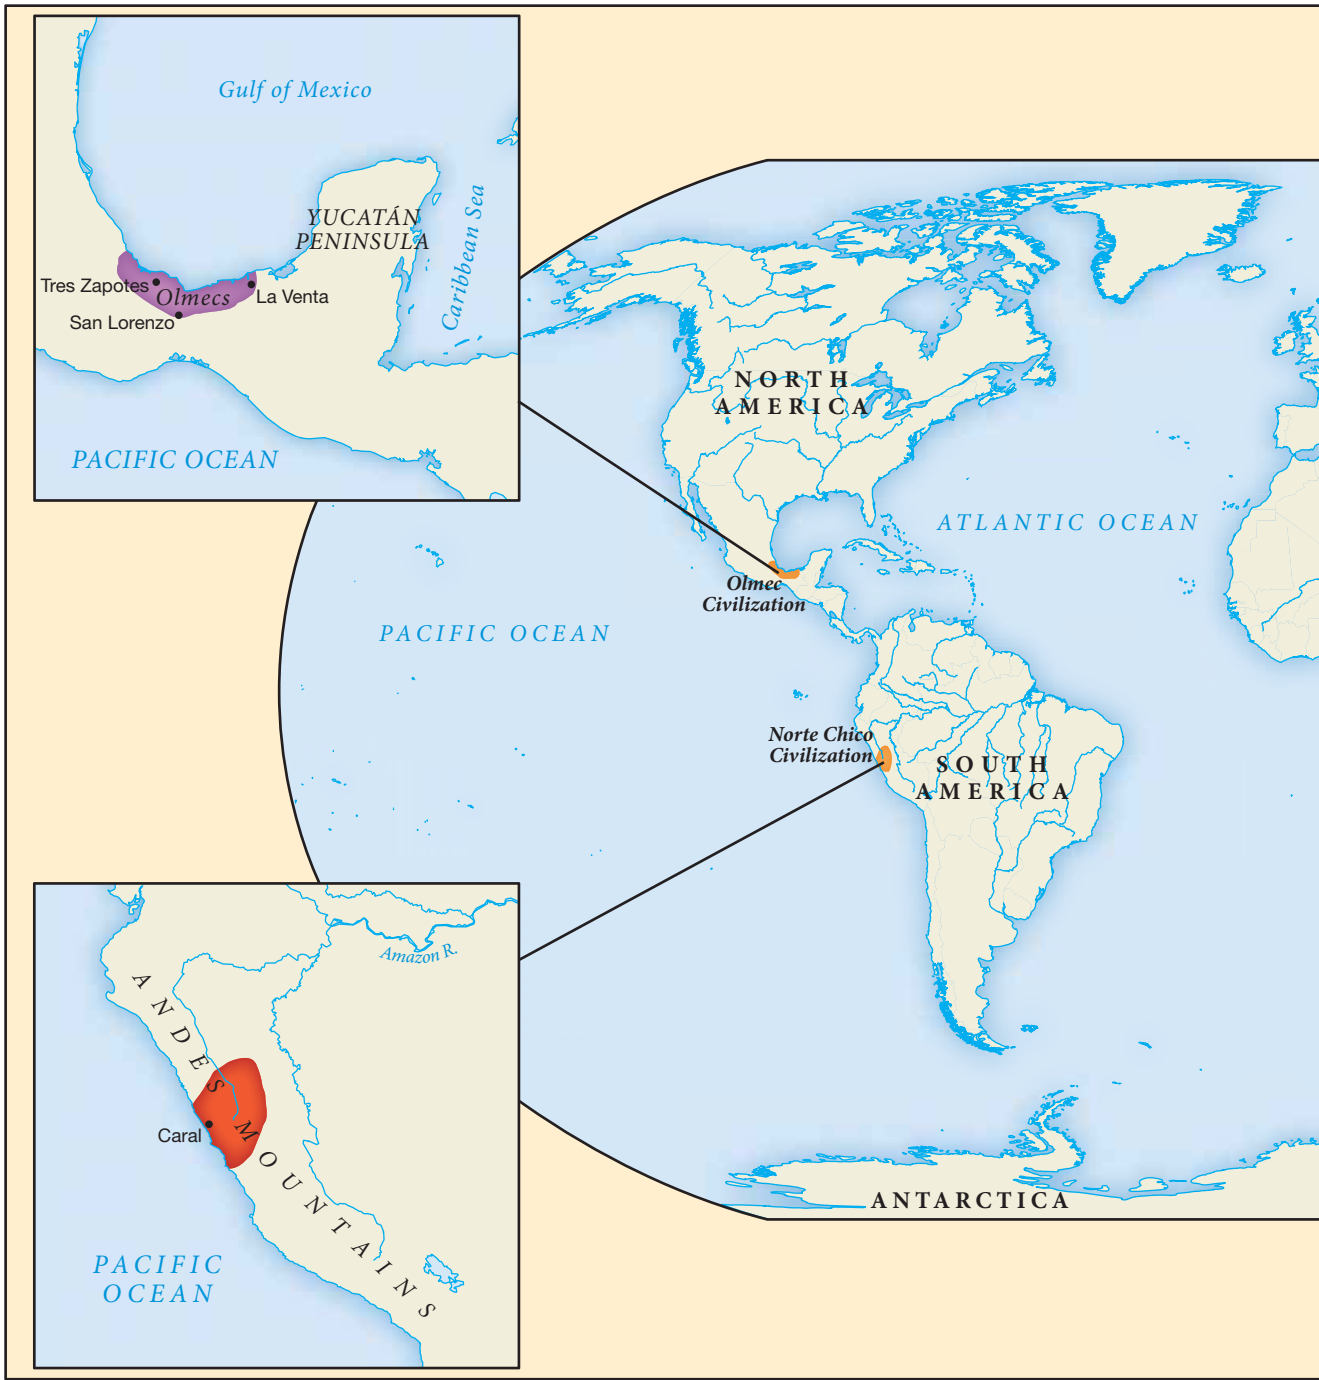 Gulf of Mexico
YUCATÁN
PENINSULA
Caribbean Sea
Tres Zapotes
Olmecs
La Venta
San Lorenzo
PACIFIC OCEAN
NORTH
AMERICA
ATLANTIC OCEAN
Olmec
Civilization
PACIFIC OCEAN
Norte Chico
Civilization
SOUTH
AMERICA
ANTARCTICA
Amazon R.
ANDES MOUNTAINS
Caral
PACIFIC
OCEAN